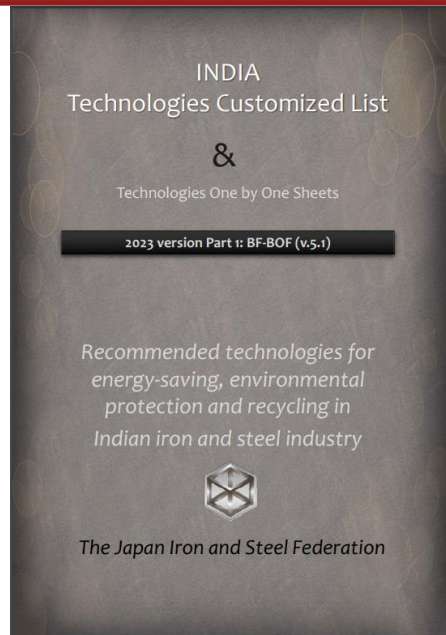 INDIA
Technologies Customized List
&
Technologies One by One Sheets
2023 version Part 1: BF-BOF (v.5.1)
Recommended technologies for
energy-saving, environmental
protection and recycling in
Indian iron and steel industry
The Japan Iron and Steel Federation